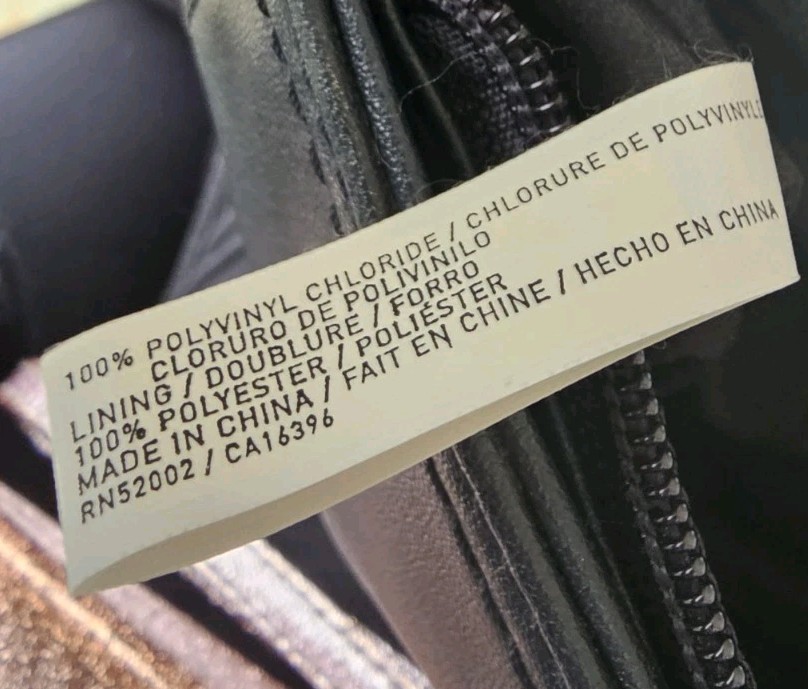 100% POLYVINYL CHLORIDE / CHLORURE DE POLYVINYLE
CLORURO DE POLIVINILO
LINING / DOUBLURE / FORRO
100% POLYESTER / POLIÉSTER
MADE IN CHINA / FAIT EN CHINE / HECHO EN CHINA
RN52002 / CA16396